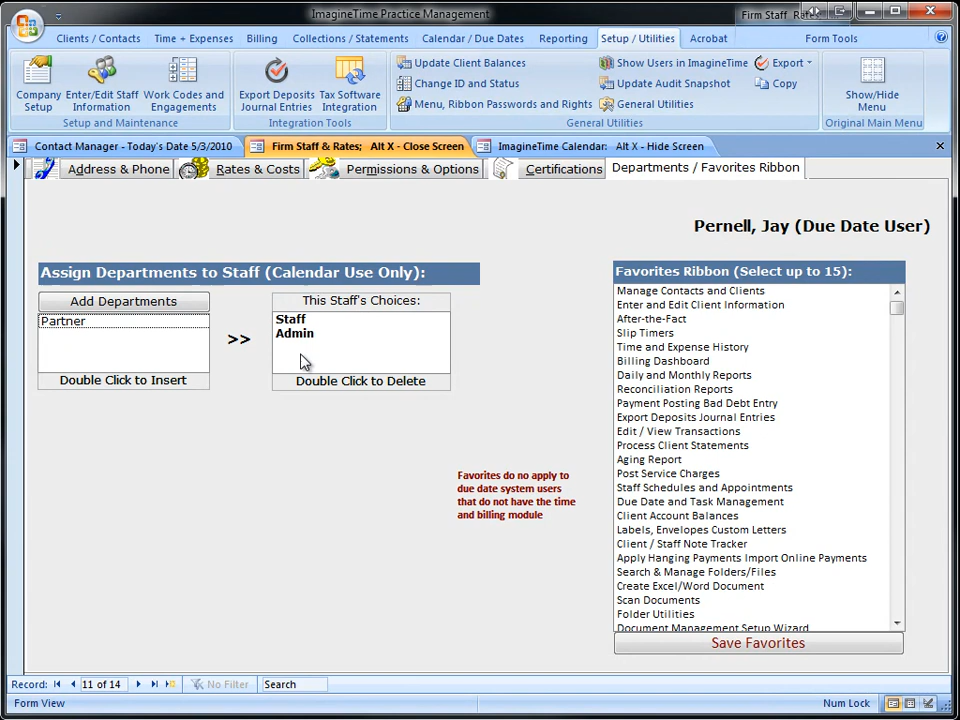 ImagineTime Practice Management
Firm Staff Rates
Clients / Contacts
Time + Expenses
Billing
Collections / Statements
Calendar / Due Dates
Reporting
Setup / Utilities
Acrobat
Form Tools
Company Setup
Enter/Edit Staff Information
Work Codes and Engagements
Setup and Maintenance
Export Deposits Journal Entries
Tax Software Integration
Integration Tools
Update Client Balances
Change ID and Status
Menu, Ribbon Passwords and Rights
Show Users in ImagineTime
Update Audit Snapshot
General Utilities
Export
Copy
General Utilities
Show/Hide Menu
Original Main Menu
Contact Manager - Today's Date 5/3/2010
Firm Staff & Rates; Alt X - Close Screen
ImagineTime Calendar: Alt X - Hide Screen
Address & Phone
Rates & Costs
Permissions & Options
Certifications
Departments / Favorites Ribbon
Pernell, Jay (Due Date User)
Assign Departments to Staff (Calendar Use Only):
Add Departments
Partner
Double Click to Insert
>>
This Staff's Choices:
Staff
Admin
Double Click to Delete
Favorites do no apply to
due date system users
that do not have the time
and billing module
Favorites Ribbon (Select up to 15):
Manage Contacts and Clients
Enter and Edit Client Information
After-the-Fact
Slip Timers
Time and Expense History
Billing Dashboard
Daily and Monthly Reports
Reconciliation Reports
Payment Posting Bad Debt Entry
Export Deposits Journal Entries
Edit / View Transactions
Process Client Statements
Aging Report
Post Service Charges
Staff Schedules and Appointments
Due Date and Task Management
Client Account Balances
Labels, Envelopes Custom Letters
Client / Staff Note Tracker
Apply Hanging Payments Import Online Payments
Search & Manage Folders/Files
Create Excel/Word Document
Scan Documents
Folder Utilities
Document Management Setup Wizard
Save Favorites
Record: 11 of 14
No Filter
Search
Form View
Num Lock